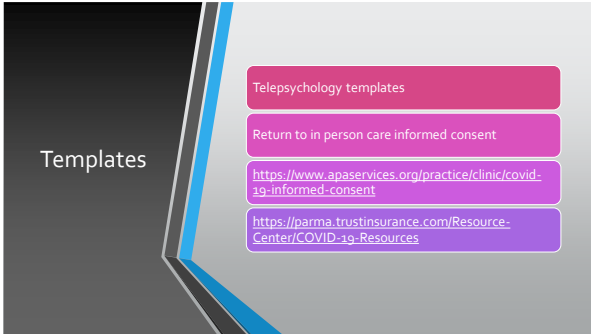 Templates
Telepsychology templates
Return to in person care informed consent
https://www.apaservices.org/practice/clinic/covid-
19-informed-consent
https://parma.trustinsurance.com/Resource-
Center/COVID-19-Resources